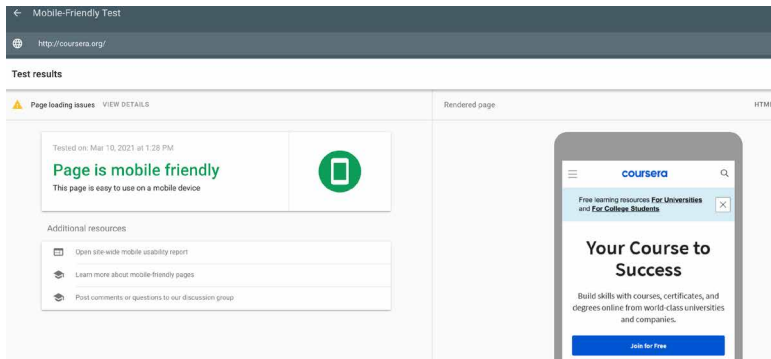 Mobile-Friendly Test
http://coursera.org/
Test results
Page loading issues VIEW DETAILS
Rendered page
HTM
Tested on: Mar 10, 2021 at 1:28 PM
Page is mobile friendly
This page is easy to use on a mobile device
Additional resources
Open site-wide mobile usability report
Learn more about mobile-friendly pages
Post comments or questions to our discussion group
coursera
Free learning resources For Universities
and For College Students
Your Course to
Success
Build skills with courses, certificates, and
degrees online from world-class universities
and companies.
Join for Free